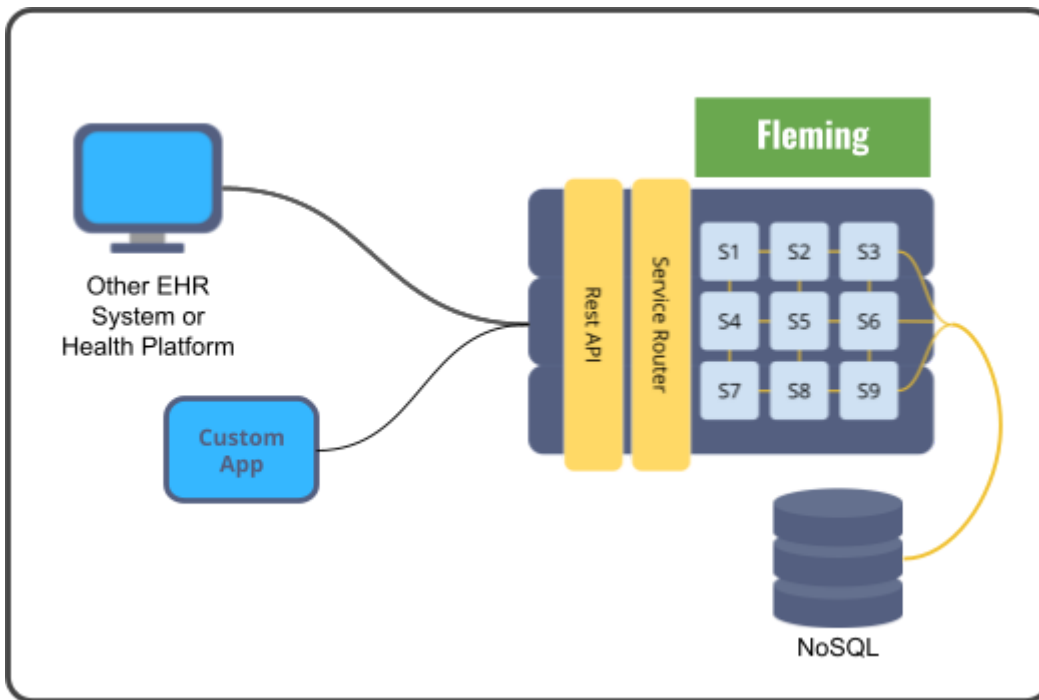 Fleming
Other EHR
System or
Health Platform
Custom
App
Rest API
Service Router
S1
S2
S3
S4
S5
S6
S7
S8
S9
NoSQL